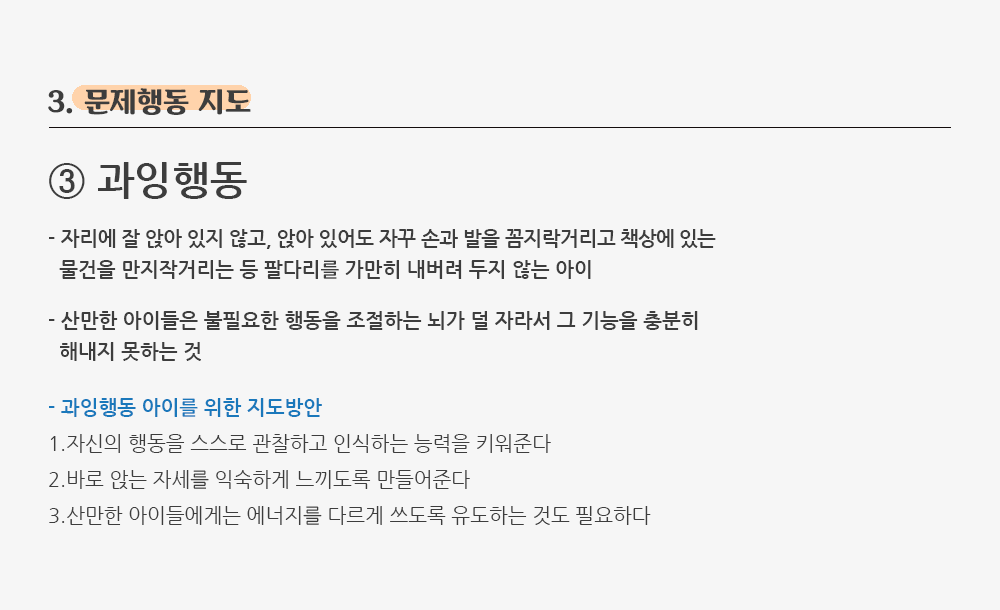 3. 문제행동 지도
③ 과잉행동
- 자리에 잘 앉아 있지 않고, 앉아 있어도 자꾸 손과 발을 꼼지락거리고 책상에 있는
물건을 만지작거리는 등 팔다리를 가만히 내버려 두지 않는 아이
- 산만한 아이들은 불필요한 행동을 조절하는 뇌가 덜 자라서 그 기능을 충분히
해내지 못하는 것
- 과잉행동 아이를 위한 지도방안
1.자신의 행동을 스스로 관찰하고 인식하는 능력을 키워준다
2.바로 앉는 자세를 익숙하게 느끼도록 만들어준다
3.산만한 아이들에게는 에너지를 다르게 쓰도록 유도하는 것도 필요하다